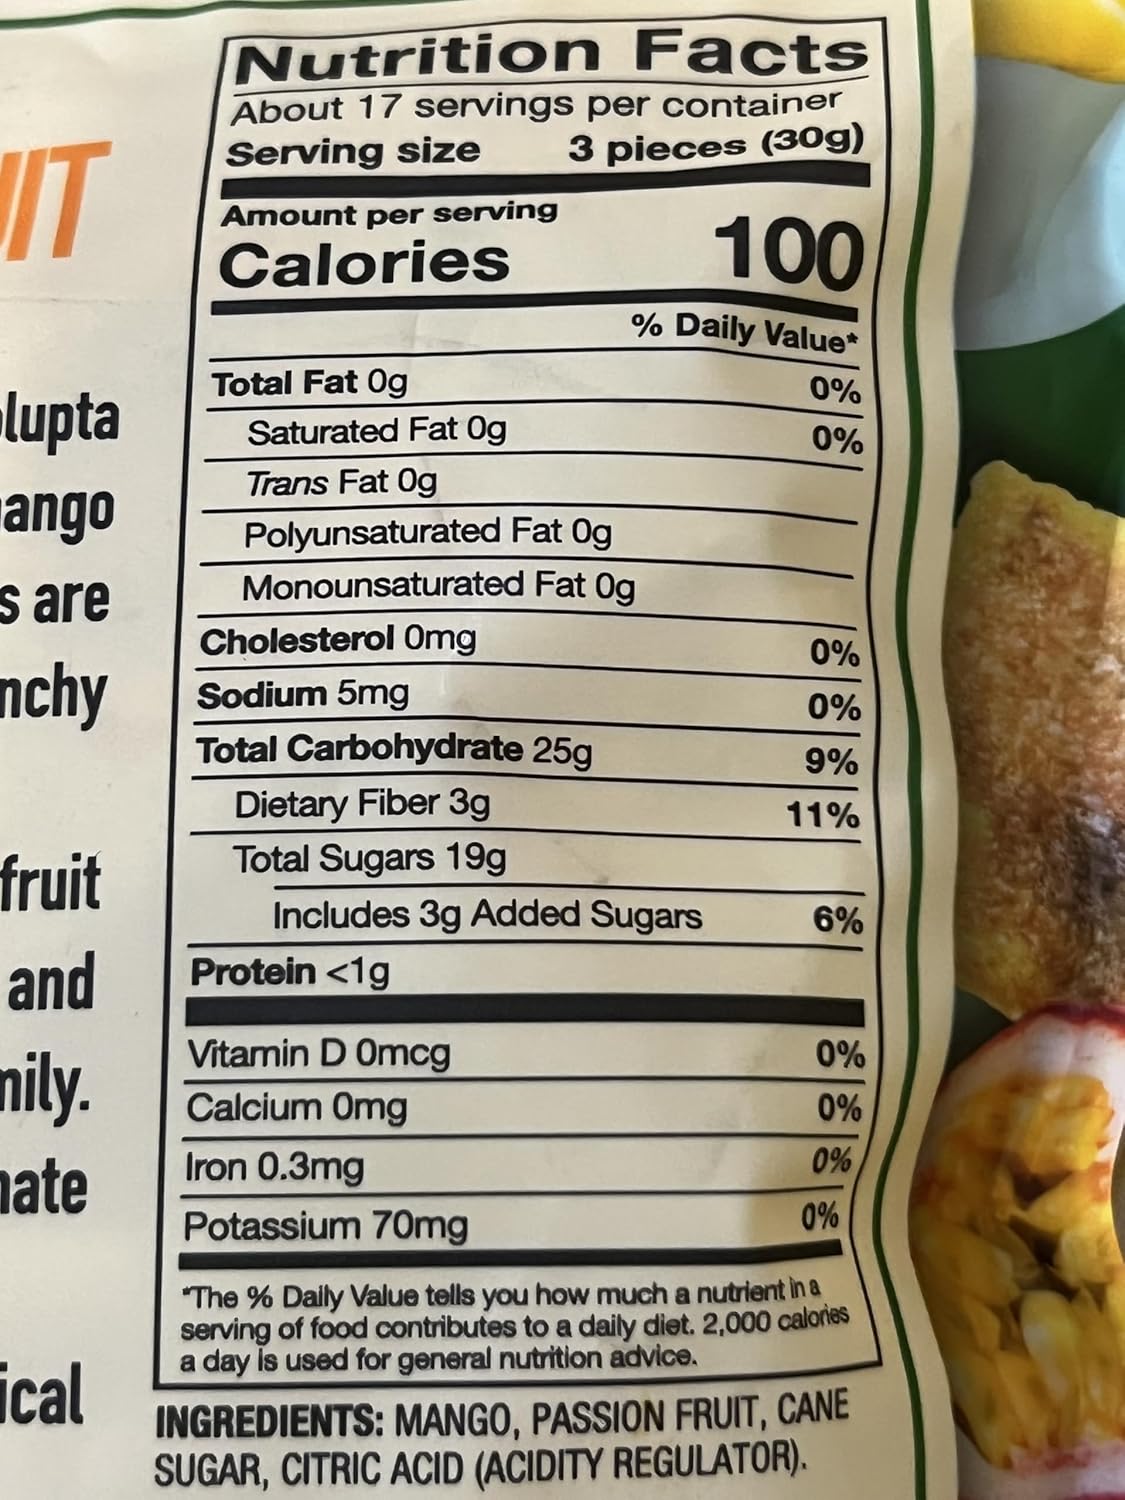 Nutrition Facts
About 17 servings per container
Serving size 3 pieces (30g)
Amount per serving
Calories 100
% Daily Value*
Total Fat 0g 0%
Saturated Fat 0g 0%
Trans Fat 0g
Polyunsaturated Fat 0g
Monounsaturated Fat 0g
Cholesterol 0mg 0%
Sodium 5mg 0%
Total Carbohydrate 25g 9%
Dietary Fiber 3g 11%
Total Sugars 19g
Includes 3g Added Sugars 6%
Protein <1g
Vitamin D 0mcg 0%
Calcium 0mg 0%
Iron 0.3mg 0%
Potassium 70mg 0%
*The % Daily Value tells you how much a nutrient in a
serving of food contributes to a daily diet. 2,000 calories
a day is used for general nutrition advice.
INGREDIENTS: MANGO, PASSION FRUIT, CANE
SUGAR, CITRIC ACID (ACIDITY REGULATOR).
IT
lupta
ango
s are
nchy
fruit
and
mily.
nate
ical